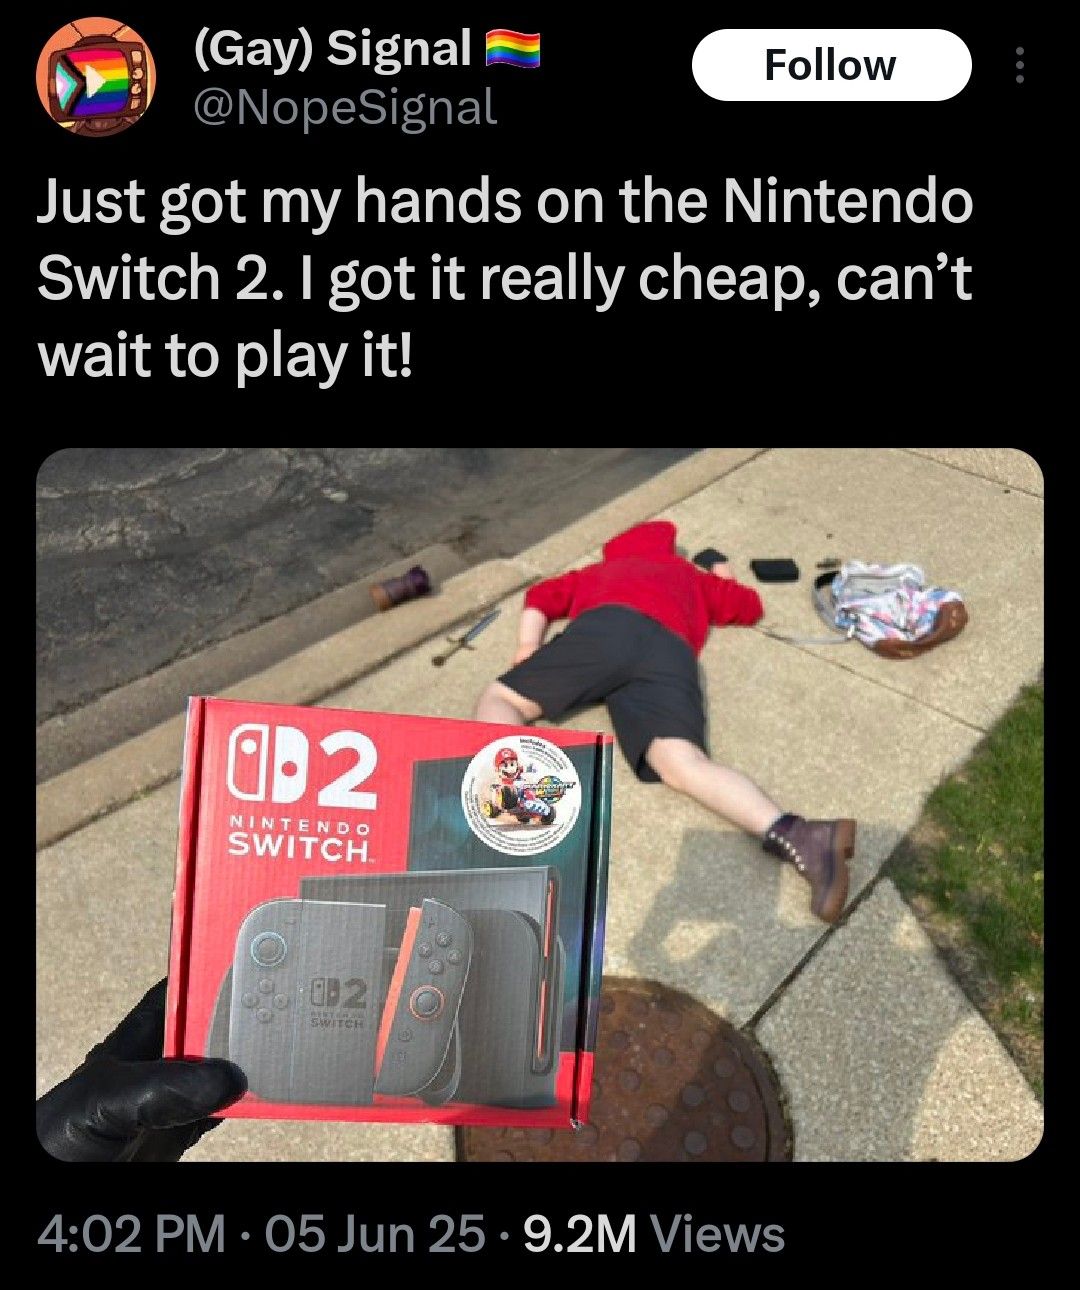 (Gay) Signal 🏳️‍🌈
@NopeSignal
Follow
Just got my hands on the Nintendo
Switch 2. I got it really cheap, can’t
wait to play it!
2
NINTENDO
SWITCH
2
NINTENDO
SWITCH
4:02 PM · 05 Jun 25 · 9.2M Views